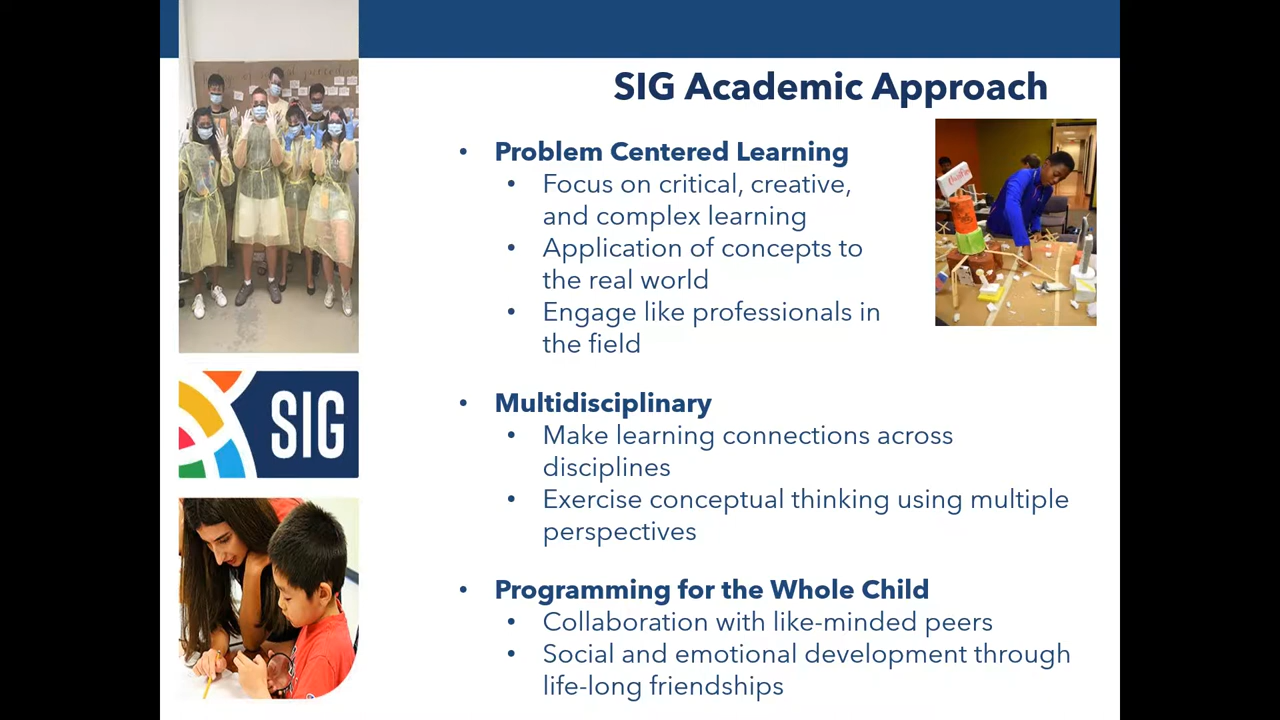 SIG Academic Approach
• Problem Centered Learning
• Focus on critical, creative,
and complex learning
• Application of concepts to
the real world
• Engage like professionals in
the field
• Multidisciplinary
• Make learning connections across
disciplines
• Exercise conceptual thinking using multiple
perspectives
• Programming for the Whole Child
• Collaboration with like-minded peers
• Social and emotional development through
life-long friendships
SIG